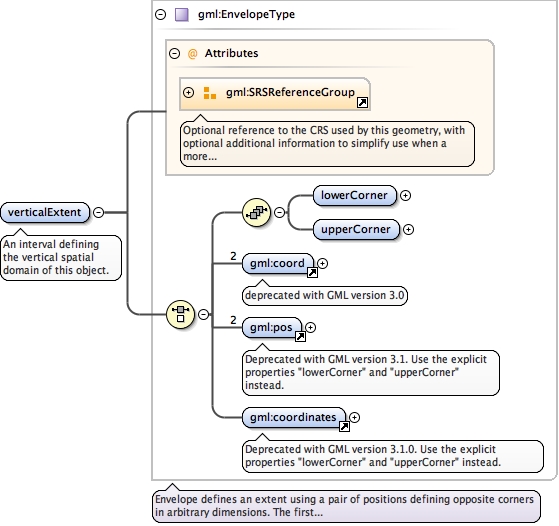 gml:EnvelopeType
@ Attributes
gml:SRSReferenceGroup
Optional reference to the CRS used by this geometry, with
optional additional information to simplify use when a
more...
verticalExtent
An interval defining
the vertical spatial
domain of this object.
lowerCorner
upperCorner
2
gml:coord
deprecated with GML version 3.0
2
gml:pos
Deprecated with GML version 3.1. Use the explicit
properties "lowerCorner" and "upperCorner"
instead.
gml:coordinates
Deprecated with GML version 3.1.0. Use the explicit
properties "lowerCorner" and "upperCorner" instead.
Envelope defines an extent using a pair of positions defining opposite corners
in arbitrary dimensions. The first...